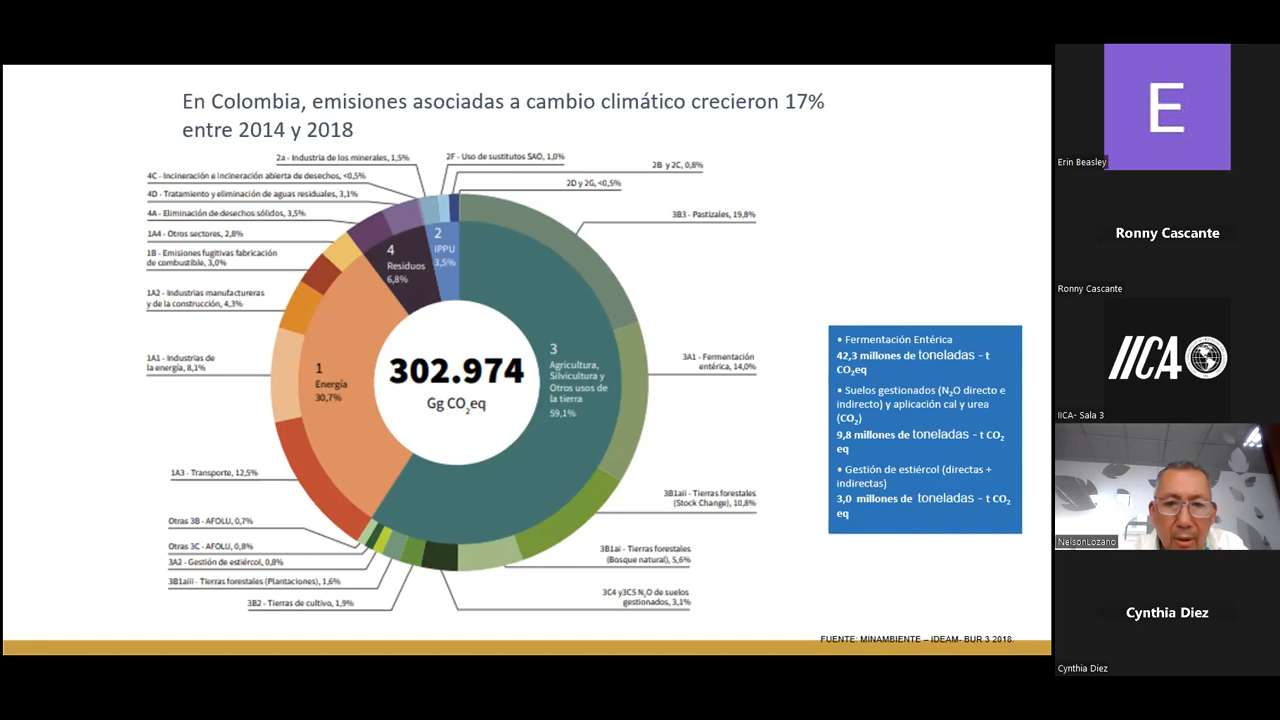 En Colombia, emisiones asociadas a cambio climático crecieron 17%
entre 2014 y 2018
2a - Industria de los minerales, 1,5%
2F - Uso de sustitutos SAO, 1,0%
2B y 2C, 0,8%
4C - Incineración e incineración abierta de desechos, <0,5%
2D y 2G, <0,5%
4D - Tratamiento y eliminación de aguas residuales, 3,1%
4A - Eliminación de desechos sólidos, 3,5%
3B3 - Pastizales, 19,8%
1A4 - Otros sectores, 2,8%
1B - Emisiones fugitivas fabricación
de combustible, 3,0%
1A2 - Industrias manufactureras
y de la construcción, 4,3%
1A1 - Industrias de
la energía, 8,1%
1A3 - Transporte, 12,5%
Otras 3B - AFOLU, 0,7%
Otras 3C - AFOLU, 0,8%
3A2 - Gestión de estiércol, 0,8%
3B1aiii - Tierras forestales (Plantaciones), 1,6%
3B2 - Tierras de cultivo, 1,9%
3A1 - Fermentación
entérica, 14,0%
3B1aii - Tierras forestales
(Stock Change), 10,8%
3B1ai - Tierras forestales
(Bosque natural), 5,6%
3C4 y3C5 N2O de suelos
gestionados, 3,1%
4
Residuos
6,8%
2
IPPU
3,5%
1
Energía
30,7%
3
Agricultura,
Silvicultura y
Otros usos de
la tierra
59,1%
302.974
Gg CO2eq
• Fermentación Entérica
42,3 millones de toneladas - t
CO2eq
• Suelos gestionados (N2O directo e
indirecto) y aplicación cal y urea
(CO2)
9,8 millones de toneladas - t CO2
eq
• Gestión de estiércol (directas +
indirectas)
3,0 millones de toneladas - t CO2
eq
FUENTE: MINAMBIENTE – IDEAM- BUR 3 2018.
E
Erin Beasley
Ronny Cascante
Ronny Cascante
IICA
IICA- Sala 3
NelsonLozano
Cynthia Diez
Cynthia Diez